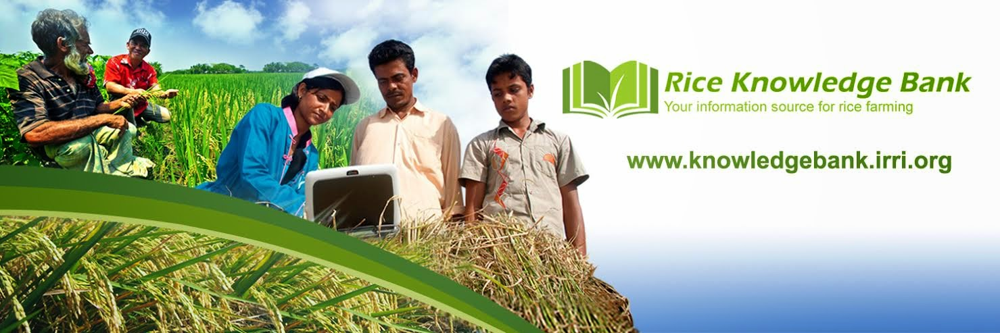 Rice Knowledge Bank
Your information source for rice farming
www.knowledgebank.irri.org